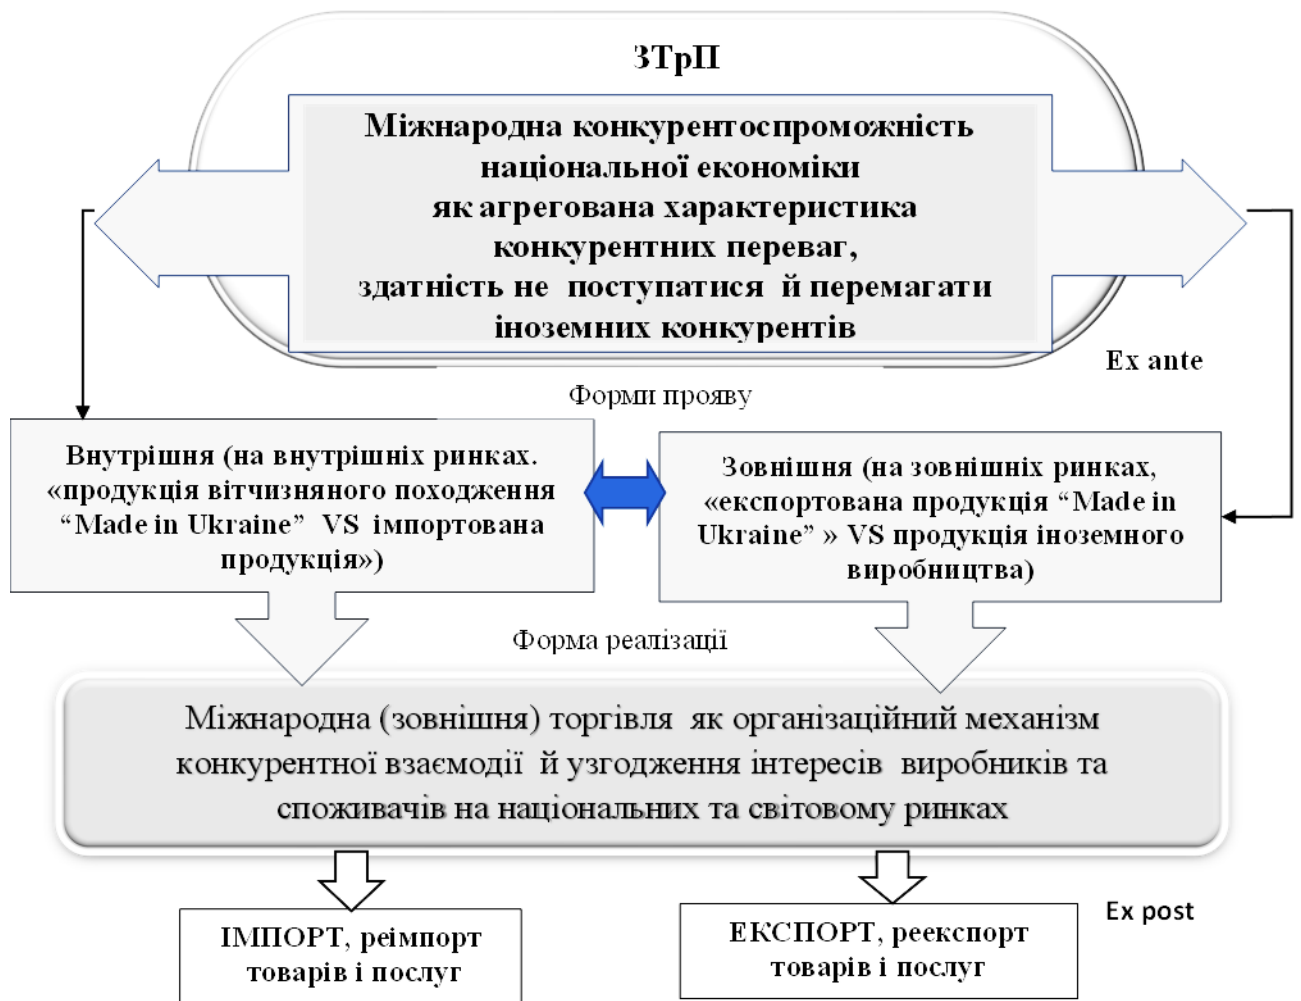 ЗТрП
Міжнародна конкурентоспроможність
національної економіки
як агрегована характеристика
конкурентних переваг,
здатність не поступатися й перемагати
іноземних конкурентів
Ex ante
Форми прояву
Внутрішня (на внутрішніх ринках.
«продукція вітчизняного походження
“Made in Ukraine” VS імпортована
продукція»)
Зовнішня (на зовнішніх ринках,
«експортована продукція “Made in
Ukraine” » VS продукція іноземного
виробництва)
Форма реалізації
Міжнародна (зовнішня) торгівля як організаційний механізм
конкурентної взаємодії й узгодження інтересів виробників та
споживачів на національних та світовому ринках
Ex post
ІМПОРТ, реімпорт
товарів і послуг
ЕКСПОРТ, реекспорт
товарів і послуг